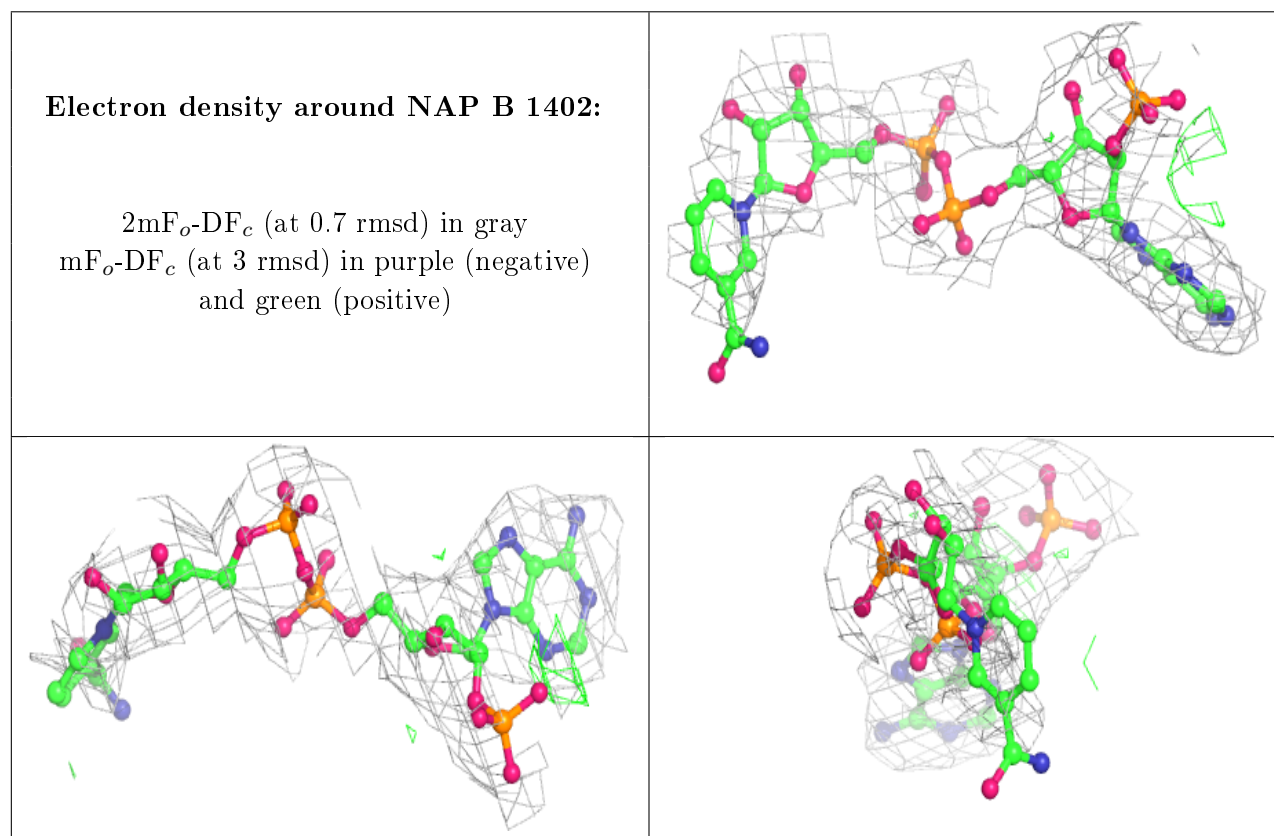 Electron density around NAP B 1402:
2mFₒ-DF𝑐 (at 0.7 rmsd) in gray
mFₒ-DF𝑐 (at 3 rmsd) in purple (negative)
and green (positive)